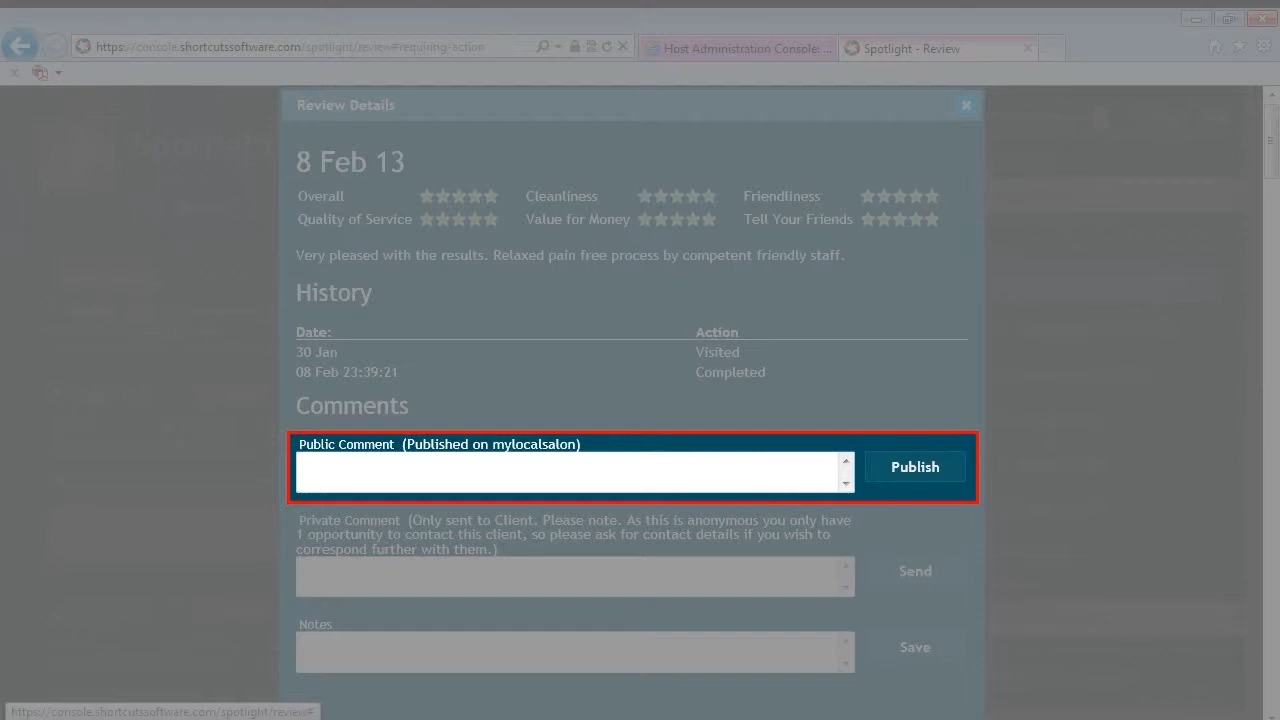 https://console.shortcutssoftware.com/spotlight/review#requiring-action
Host Administration Console: ...
Spotlight - Review
Review Details
8 Feb 13
Overall
Cleanliness
Friendliness
Quality of Service
Value for Money
Tell Your Friends
Very pleased with the results. Relaxed pain free process by competent friendly staff.
History
Date:
Action
30 Jan
Visited
08 Feb 23:39:21
Completed
Comments
Public Comment (Published on mylocalsalon)
Publish
Private Comment (Only sent to Client. Please note. As this is anonymous you only have
1 opportunity to contact this client, so please ask for contact details if you wish to
correspond further with them.)
Send
Notes
Save
https://console.shortcutssoftware.com/spotlight/review#